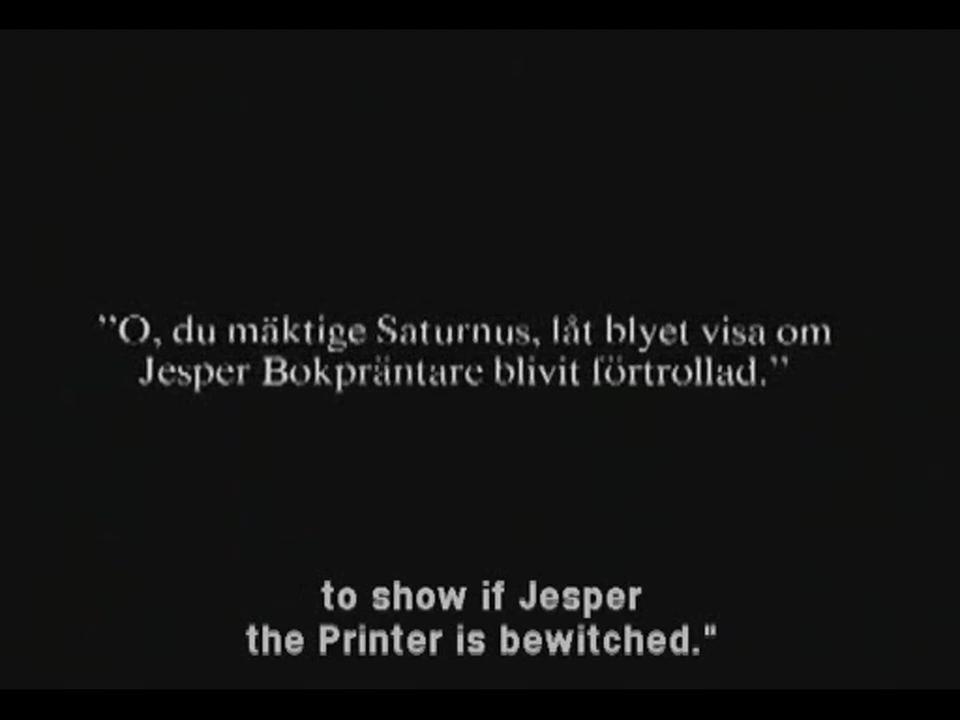 ”O, du mäktige Saturnus, låt blyet visa om
Jesper Bokpräntare blivit förtrollad.”
to show if Jesper
the Printer is bewitched."